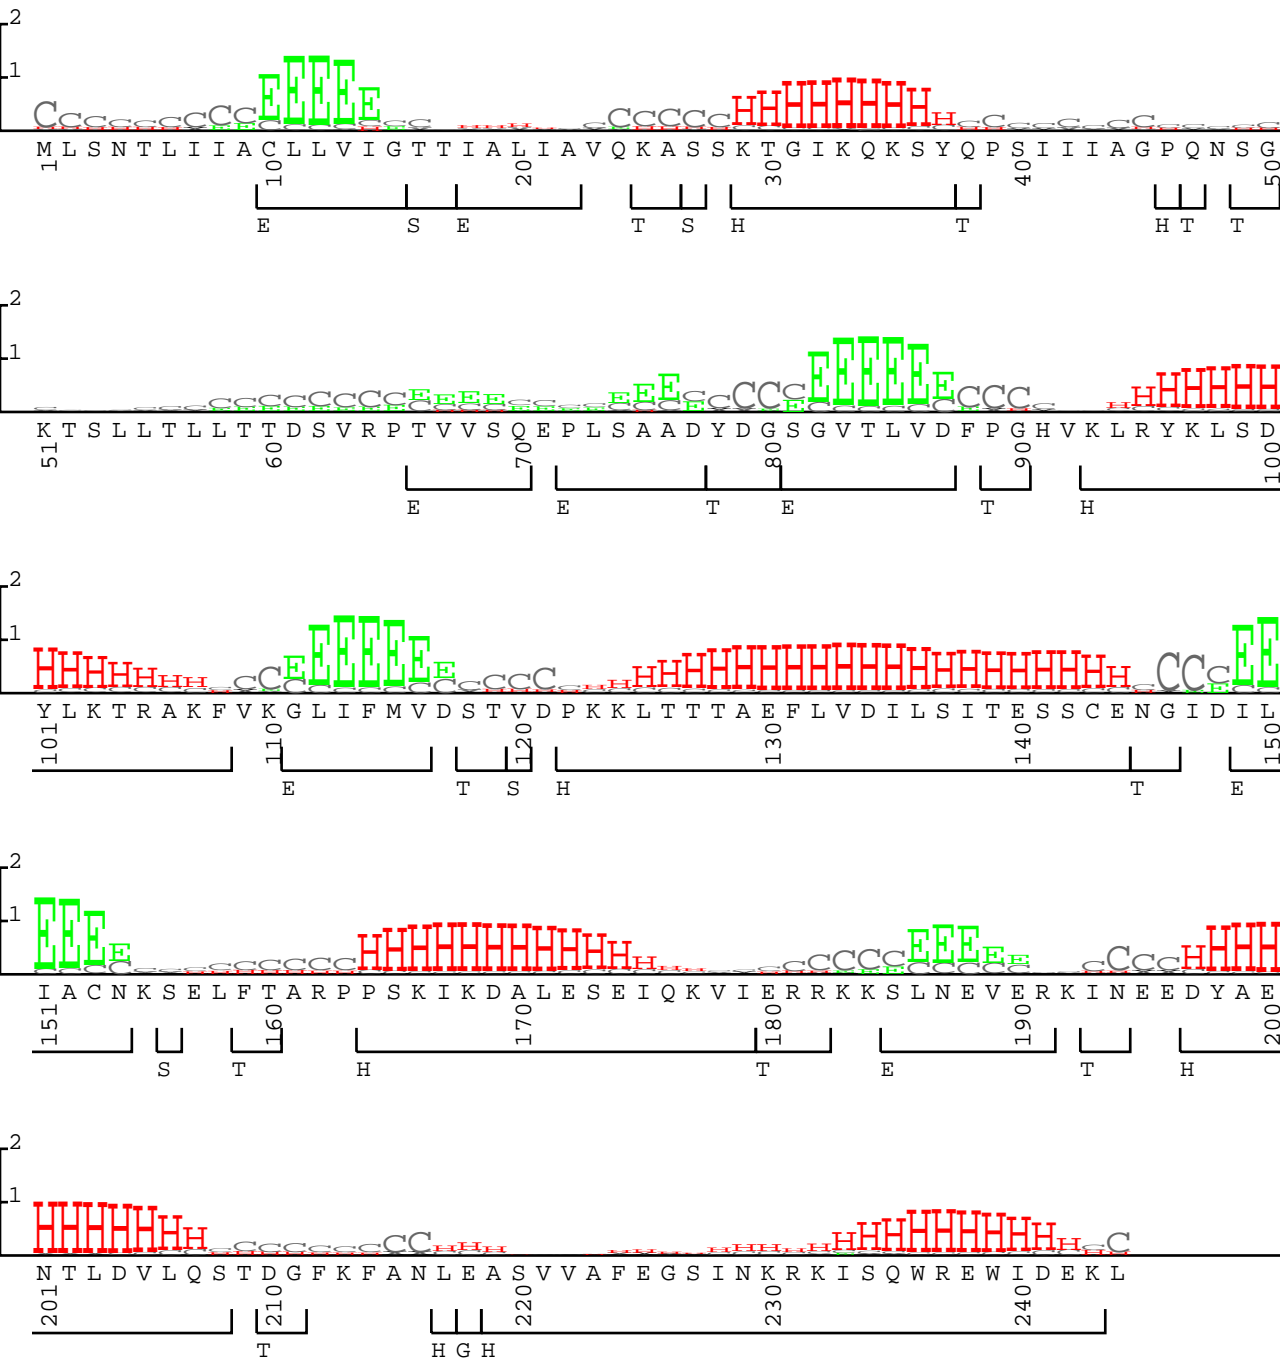 2
1
C C C C C C C C C E E E E E C C C C C C C H H H H H H H H H
M L S N T L I I A C L L V I G T T I A L I A V Q K A S S K T G I K Q K S Y Q P S I I I A G P Q N S G
1 10 20 30 40 50
E S E T S H T H T T
2
1
E E E E E E E C C C C E E E E E E C C C H H H H H H
K T S L L T L L T T D S V R P T V V S Q E P L S A A D Y D G S G V T L V D F P G H V K L R Y K L S D
51 60 70 80 90 100
E E T E T H
2
1
H H H H H H H C C E E E E E E E C C C C H H H H H H H H H H H H H H H H H H H H C C C E E
Y L K T R A K F V K G L I F M V D S T V D P K K L T T T A E F L V D I L S I T E S S C E N G I D I L
101 110 120 130 140 150
E T S H T E
2
1
E E E E C C C C C C H H H H H H H H H H H H C C C C C E E E E E C C C C H H H H
I A C N K S E L F T A R P P S K I K D A L E S E I Q K V I E R R K K S L N E V E R K I N E E D Y A E
151 160 170 180 190 200
S T H T E T H
2
1
H H H H H H H C C C C C C C C H H H H H H H H H H H C
N T L D V L Q S T D G F K F A N L E A S V V A F E G S I N K R K I S Q W R E W I D E K L
201 210 220 230 240
T H G H